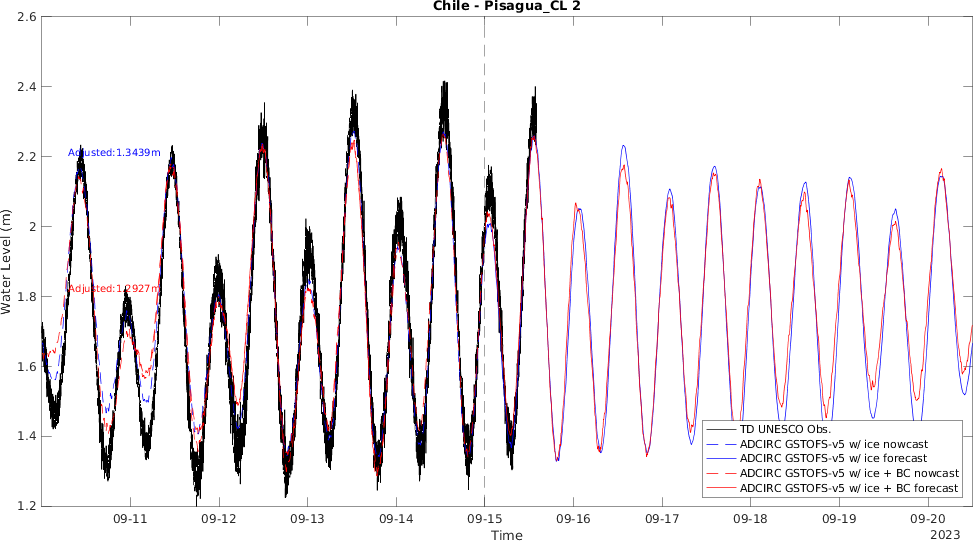 Chile - Pisagua_CL 2
2.6
2.4
2.2
2
1.8
1.6
1.4
1.2
Water Level (m)
Adjusted:1.3439m
Adjusted:1.2927m
TD UNESCO Obs.
ADCIRC GSTOFS-v5 w/ ice nowcast
ADCIRC GSTOFS-v5 w/ ice forecast
ADCIRC GSTOFS-v5 w/ ice + BC nowcast
ADCIRC GSTOFS-v5 w/ ice + BC forecast
09-11 09-12 09-13 09-14 09-15 09-16 09-17 09-18 09-19 09-20
Time
2023